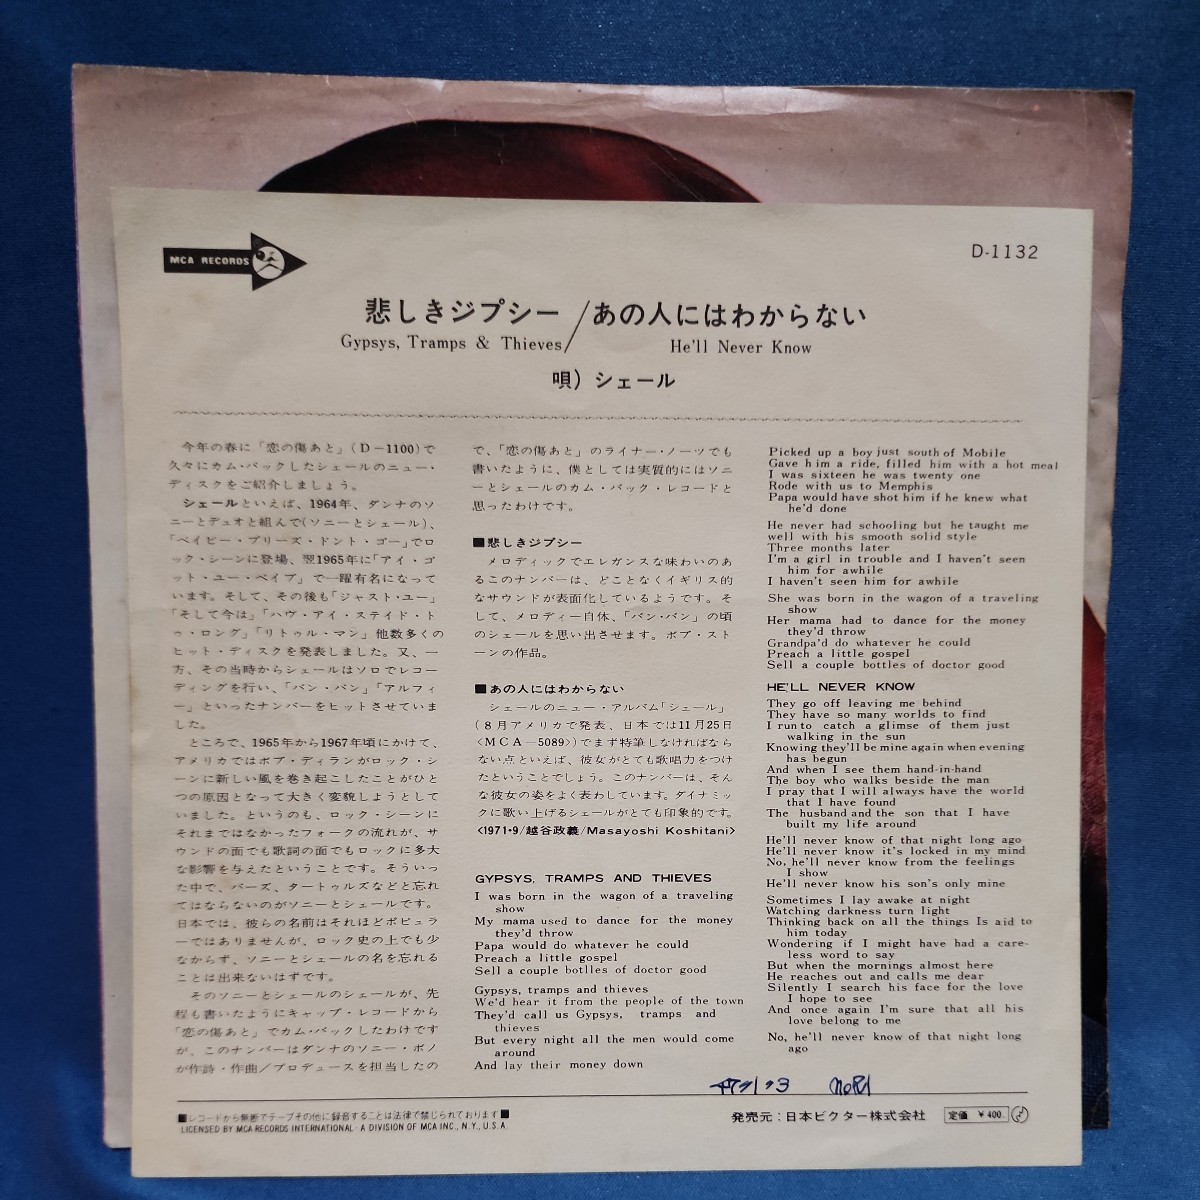 MCA RECORDS
D-1132
悲しきジプシー/あの人にはわからない
Gypsys, Tramps & Thieves/ He'll Never Know
唄）シェール
今年の春に「恋の傷あと」(D－1100)で
久々にカム・バックしたシェールのニュー・
ディスクをご紹介しましょう。
シェールといえば、1964年、ダンナのソ
ニーとデュオと組んで(ソニーとシェール)、
「ベイビー・プリーズ・ドント・ゴー」でロ
ック・シーンに登場、翌1965年に「アイ・ゴ
ット・ユー・ベイブ」で一躍有名になって
います。そして、その後も「ジャスト・ユー」
「そして今は」「ハヴ・アイ・ステイド・ト
ゥ・ロング」「リトゥル・マン」他数多くの
ヒット・ディスクを発表しました。又、一
方、その当時からシェールはソロでレコー
ディングを行い、「バン・バン」「アルフィ
ー」といったナンバーをヒットさせていま
した。
ところで、1965年から1967年頃にかけて、
アメリカではボブ・ディランがロック・シ
ーンに新しい風を巻き起こしたことがひと
つの原因となって大きく変貌しようとして
いました。というのも、ロック・シーンに
それまではなかったフォークの流れが、サ
ウンドの面でも歌詞の面でもロックに多大
な影響を与えたということです。そういっ
た中で、バーズ、タートゥルズなどと忘れ
てはならないのがソニーとシェールです。
日本では、彼らの名前はそれほどポピュラ
ーではありませんが、ロック史の上でも少
なからず、ソニーとシェールの名を忘れる
ことは出来ないはずです。
そのソニーとシェールのシェールが、先
程も書いたようにキャップ・レコードから
「恋の傷あと」でカム・バックしたわけです
が、このナンバーはダンナのソニー・ボノ
が作詩・作曲／プロデュースを担当したの
で、「恋の傷あと」のライナー・ノーツでも
書いたように、僕としては実質的にはソニ
ーとシェールのカム・バック・レコードと
思ったわけです。
■悲しきジプシー
メロディックでエレガンスな味わいのあ
るこのナンバーは、どことなくイギリス的
なサウンドが表面化しているようです。そ
して、メロディー自体、「バン・バン」の頃
のシェールを思い出させます。ボブ・スト
ーンの作品。
■あの人にはわからない
シェールのニュー・アルバム「シェール」
(８月アメリカで発表、日本では11月25日
〈MCA－5089〉)でまず特筆しなければなら
ない点といえば、彼女がとても歌唱力をつけ
たということでしょう。このナンバーは、そん
な彼女の姿をよく表わしています。ダイナミッ
クに歌い上げるシェールがとても印象的です。
〈1971・9/越谷政義/Masayoshi Koshitani〉
GYPSYS, TRAMPS AND THIEVES
I was born in the wagon of a traveling
show
My mama used to dance for the money
they'd throw
Papa would do whatever he could
Preach a little gospel
Sell a couple botlles of doctor good
Gypsys, tramps and thieves
We'd hear it from the people of the town
They'd call us Gypsys, tramps and
thieves
But every night all the men would come
around
And lay their money down
Picked up a boy just south of Mobile
Gave him a ride, filled him with a hot meal
I was sixteen he was twenty one
Rode with us to Memphis
Papa would have shot him if he knew what
he'd done
He never had schooling but he taught me
well with his smooth solid style
Three months later
I'm a girl in trouble and I haven't seen
him for awhile
I haven't seen him for awhile
She was born in the wagon of a traveling
show
Her mama had to dance for the money
they'd throw
Grandpa'd do whatever he could
Preach a little gospel
Sell a couple bottles of doctor good
HE'LL NEVER KNOW
They go off leaving me behind
They have so many worlds to find
I run to catch a glimse of them just
walking in the sun
Knowing they'll be mine again when evening
has begun
And when I see them hand-in-hand
The boy who walks beside the man
I pray that I will always have the world
that I have found
The husband and the son that I have
built my life around
He'll never know of that night long ago
He'll never know it's locked in my mind
No, he'll never know from the feelings
I show
He'll never know his son's only mine
Sometimes I lay awake at night
Watching darkness turn light
Thinking back on all the things Is aid to
him today
Wondering if I might have had a care-
less word to say
But when the mornings almost here
He reaches out and calls me dear
Silently I search his face for the love
I hope to see
And once again I'm sure that all his
love belong to me
No, he'll never know of that night long
ago
■レコードから無断でテープその他に録音することは法律で禁じられております■
LICENSED BY MCA RECORDS INTERNATIONAL· A DIVISION OF MCA INC., N.Y., U.S.A.
発売元：日本ビクター株式会社
定価 ￥400.